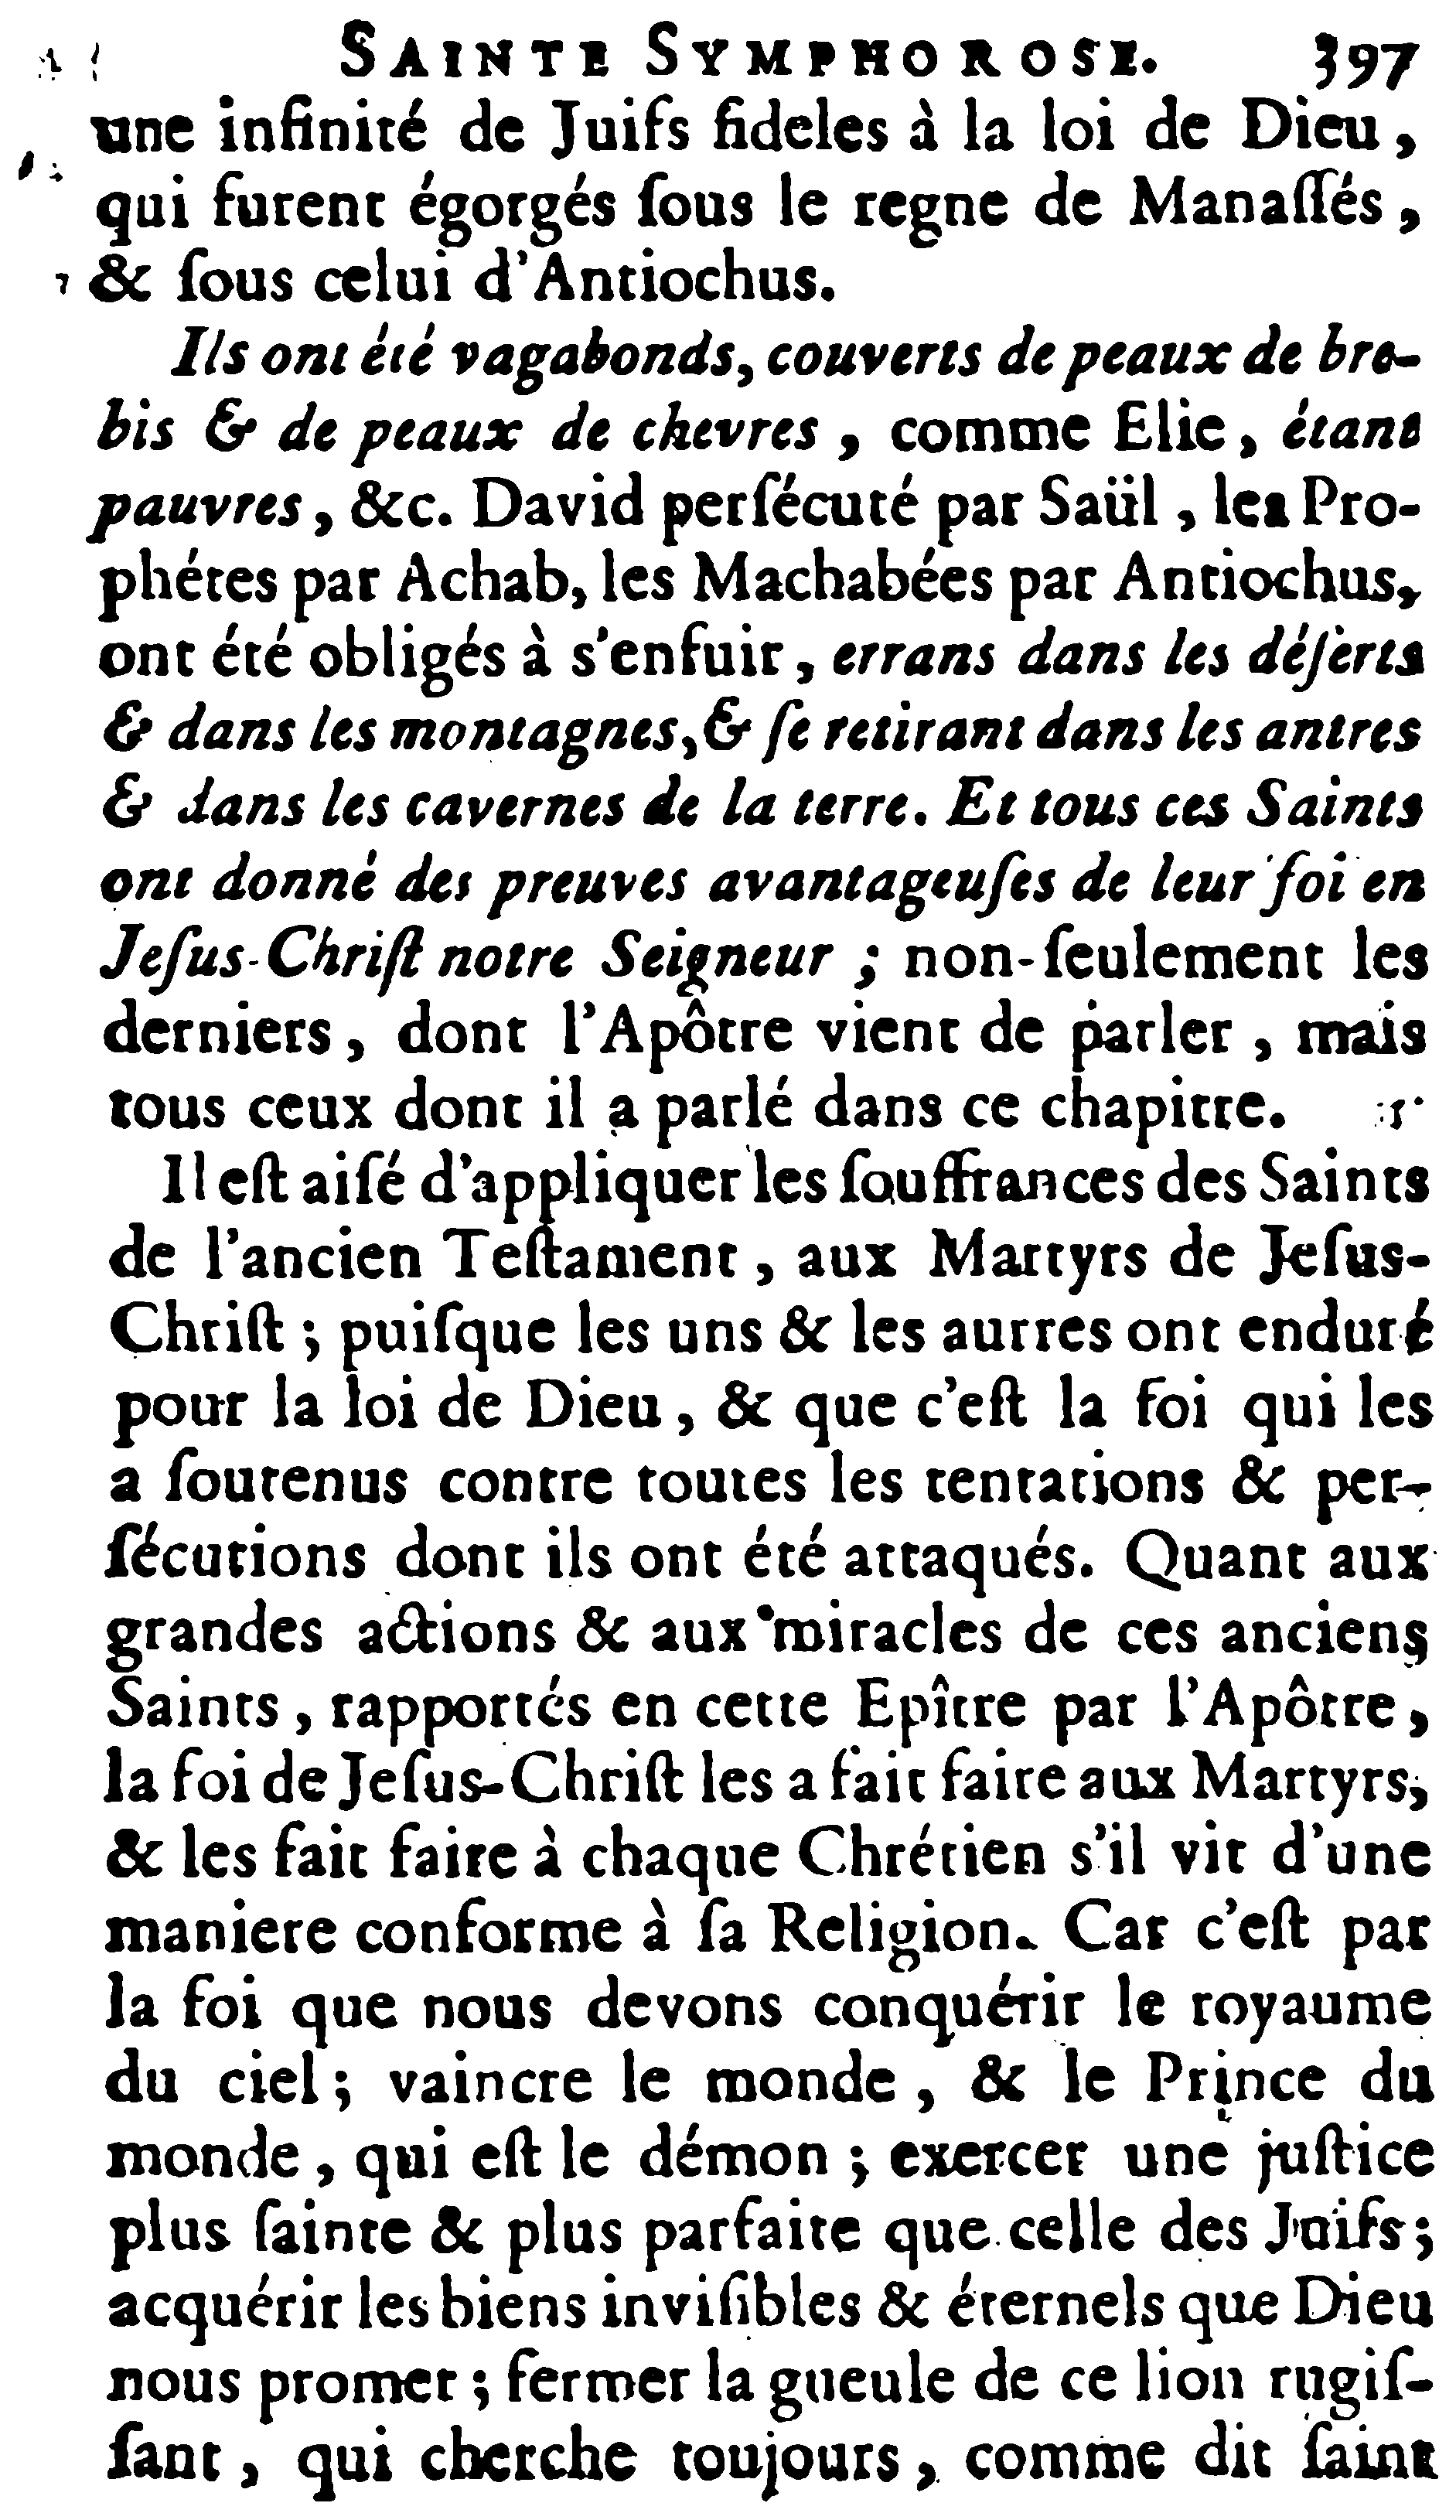 SAINTE SYMPHOROSE. 397
une infinité de Juifs fideles à la loi de Dieu,
qui furent égorgés ſous le regne de Manaſſés,
& ſous celui d'Antiochus.
Ils ont été vagabonds, couverts de peaux de bre-
bis & de peaux de chevres, comme Elie, étant
pauvres, &c. David perſécuté par Saül, les Pro-
phétes par Achab, les Machabées par Antiochus,
ont été obligés à s'enfuir, errans dans les déſerts
& dans les montagnes, & ſe retirant dans les antres
& dans les cavernes de la terre. Et tous ces Saints
ont donné des preuves avantageuſes de leur foi en
Jeſus-Chriſt notre Seigneur; non-ſeulement les
derniers, dont l'Apôtre vient de parler, mais
tous ceux dont il a parlé dans ce chapitre.
Il eſt aiſé d'appliquer les ſouffrances des Saints
de l'ancien Teſtament, aux Martyrs de Jeſus-
Chriſt; puiſque les uns & les autres ont enduré
pour la loi de Dieu, & que c'eſt la foi qui les
a ſoutenus contre toutes les tentations & per-
ſécutions dont ils ont été attaqués. Quant aux
grandes actions & aux miracles de ces anciens
Saints, rapportés en cette Epître par l'Apôtre,
la foi de Jeſus-Chriſt les a fait faire aux Martyrs,
& les fait faire à chaque Chrétien s'il vit d'une
maniere conforme à ſa Religion. Car c'eſt par
la foi que nous devons conquérir le royaume
du ciel; vaincre le monde, & le Prince du
monde, qui eſt le démon; exercer une juſtice
plus ſainte & plus parfaite que celle des Juifs;
acquérir les biens inviſibles & éternels que Dieu
nous promet; fermer la gueule de ce lion rugiſ-
ſant, qui cherche toujours, comme dit ſaint